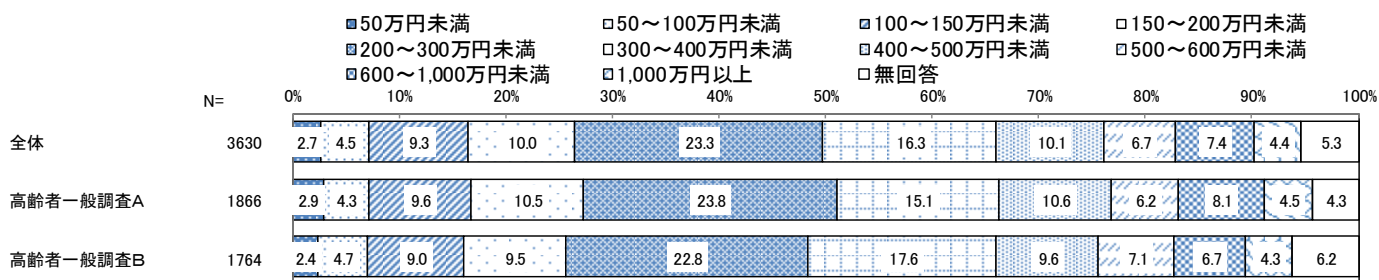 50万円未満 50～100万円未満 100～150万円未満 150～200万円未満
200～300万円未満 300～400万円未満 400～500万円未満 500～600万円未満
600～1,000万円未満 1,000万円以上 無回答
N= 0% 10% 20% 30% 40% 50% 60% 70% 80% 90% 100%
全体 3630 2.7 4.5 9.3 10.0 23.3 16.3 10.1 6.7 7.4 4.4 5.3
高齢者一般調査A 1866 2.9 4.3 9.6 10.5 23.8 15.1 10.6 6.2 8.1 4.5 4.3
高齢者一般調査B 1764 2.4 4.7 9.0 9.5 22.8 17.6 9.6 7.1 6.7 4.3 6.2